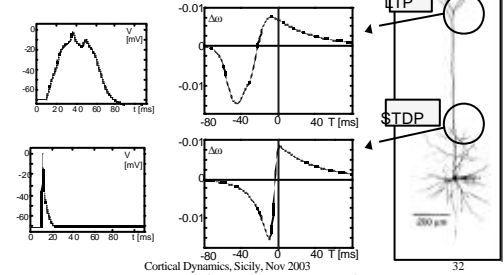 0
-20
-40
-60
V
[mV]
0 20 40 60 80 t [ms]
-0.01
0
-0.01
Δω
-80 -40 0 40 T [ms]
LTP
0
-20
-40
-60
V
[mV]
0 20 40 60 80 t [ms]
-0.01
0
-0.01
Δω
-80 -40 0 40 T [ms]
STDP
200 µm
Cortical Dynamics, Sicily, Nov 2003
32